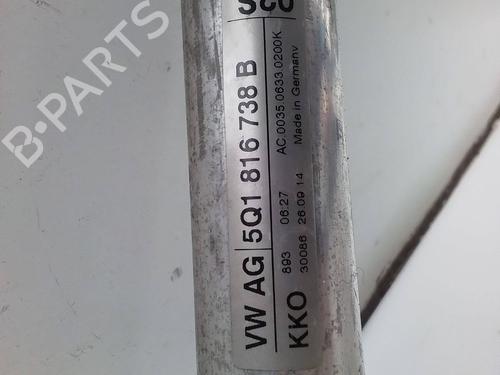 VW AG 5Q1 816 738 B
893 06:27 AC.0035.0633.0200K
KKO 30086 26.09.14 Made in Germany
B-PARTS